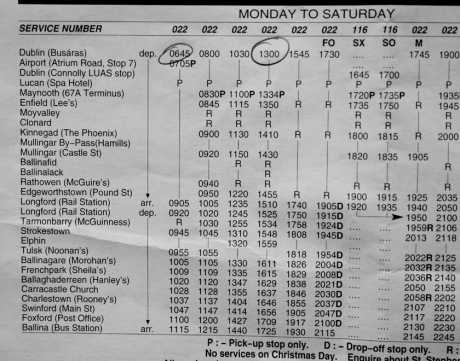 MONDAY TO SATURDAY
SERVICE NUMBER 022 022 022 022 022 022 116 116 022 022
FO SX SO M
Dublin (Busáras) dep. 0645 0800 1030 1300 1545 1730 .... .... 1745 1900
Airport (Atrium Road, Stop 7) 0705P
Dublin (Connolly LUAS stop) 1645 1700
Lucan (Spa Hotel) P P P P P
Maynooth (67A Terminus) 0830P 1100P 1334P 1720P 1735P 1935
Enfield (Lee's) 0845 1115 1350 R R 1735 1750 R 1945
Moyvalley R R R R R
Clonard R R R R R
Kinnegad (The Phoenix) 0900 1130 1410 R R 1800 1815 R 2000
Mullingar By-Pass(Hamills)
Mullingar (Castle St) 0920 1150 1430 1820 1835 1905
Ballinafid R R
Ballinalack R R
Rathowen (McGuire's) 0940 R R R R
Edgeworthstown (Pound St) 0950 1220 1455 R R 1900 1915 1925 2035
Longford (Rail Station) arr. 0905 1005 1235 1510 1740 1905D 1920 1935 1940 2050
Longford (Rail Station) dep. 0920 1020 1245 1525 1750 1915D 1950 2100
Tarmonbarry (McGuinness) R 1030 1255 1534 1758 1924D 1959R 2106
Strokestown 0945 1045 1310 1548 1808 1945D 2013 2118
Elphin 1320 1559
Tulsk (Noonan's) 0955 1055 1818 1954D
Ballinagare (Morohan's) 1005 1105 1330 1611 1826 2004D 2022R 2125
Frenchpark (Sheila's) 1009 1109 1335 1615 1829 2008D 2032R 2135
Ballaghaderreen (Hanley's) 1020 1120 1347 1629 1838 2021D 2036R 2140
Carracastle Church 1028 1128 1355 1637 1846 2030D 2050 2155
Charlestown (Rooney's) 1037 1137 1404 1646 1855 2037D 2058R 2202
Swinford (Main St) 1047 1147 1414 1656 1905 2047D 2107 2210
Foxford (Post Office) 1100 1200 1427 1709 1917 2100D 2117 2220
Ballina (Bus Station) arr. 1115 1215 1440 1725 1930 2115 2130 2230
2145 2245
P : – Pick-up stop only. D : – Drop-off stop only.
No services on Christmas Day. Enquire about St. Stephen